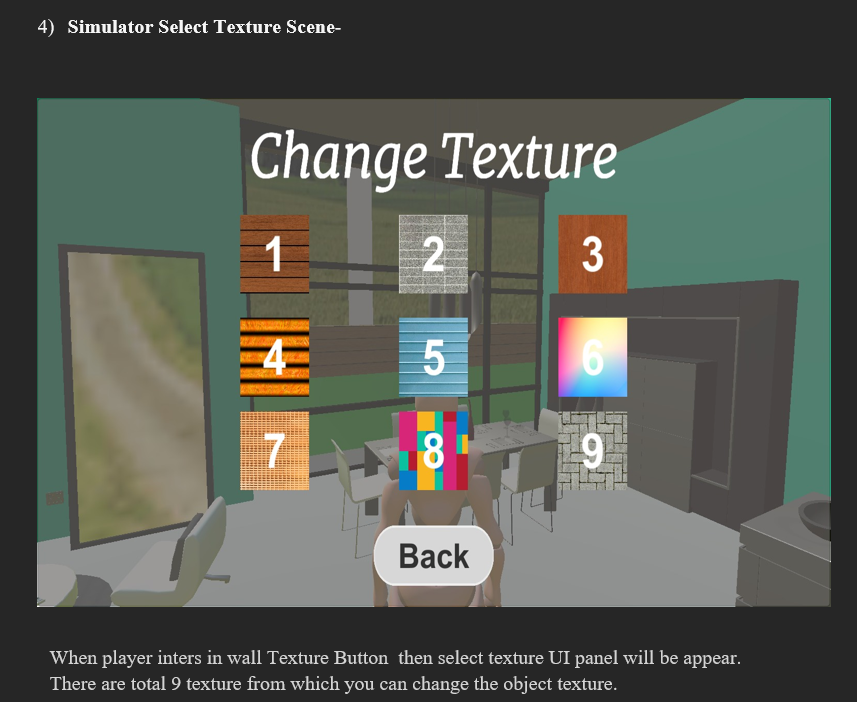 4) Simulator Select Texture Scene-
Change Texture
1 2 3
4 5 6
7 8 9
Back
When player inters in wall Texture Button then select texture UI panel will be appear.
There are total 9 texture from which you can change the object texture.